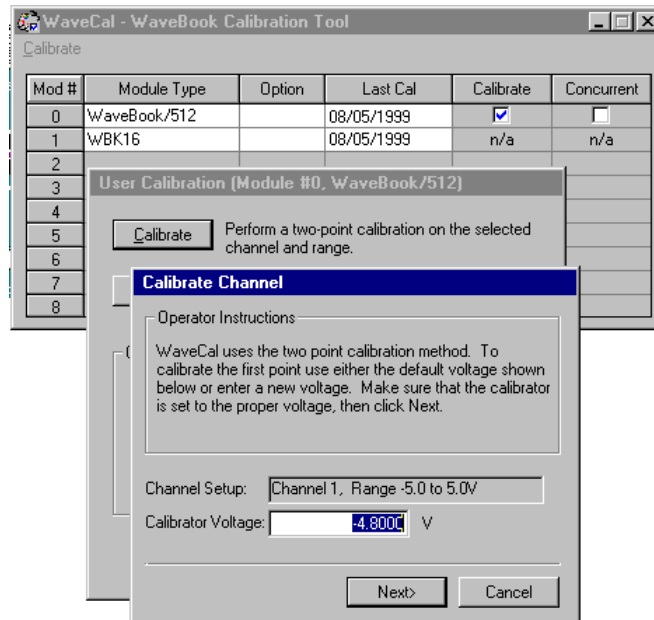 WaveCal - WaveBook Calibration Tool
Calibrate
Mod # Module Type Option Last Cal Calibrate Concurrent
0 WaveBook/512 08/05/1999
1 WBK16 08/05/1999 n/a n/a
2
3
4
5
6
7
8
User Calibration (Module #0, WaveBook/512)
Calibrate
Perform a two-point calibration on the selected
channel and range.
Calibrate Channel
Operator Instructions
WaveCal uses the two point calibration method. To
calibrate the first point use either the default voltage shown
below or enter a new voltage. Make sure that the calibrator
is set to the proper voltage, then click Next.
Channel Setup: Channel 1, Range -5.0 to 5.0V
Calibrator Voltage: -4.8000 V
Next> Cancel